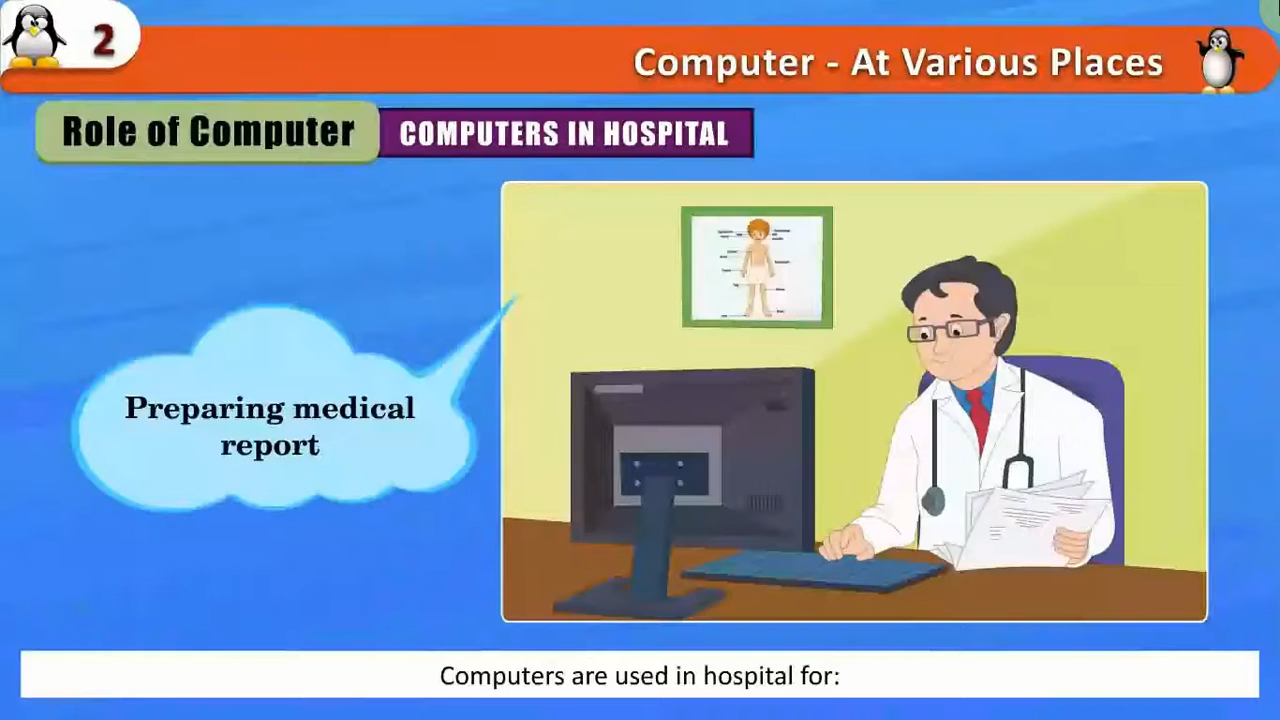 2
Computer - At Various Places
Role of Computer
COMPUTERS IN HOSPITAL
Preparing medical
report
Computers are used in hospital for: